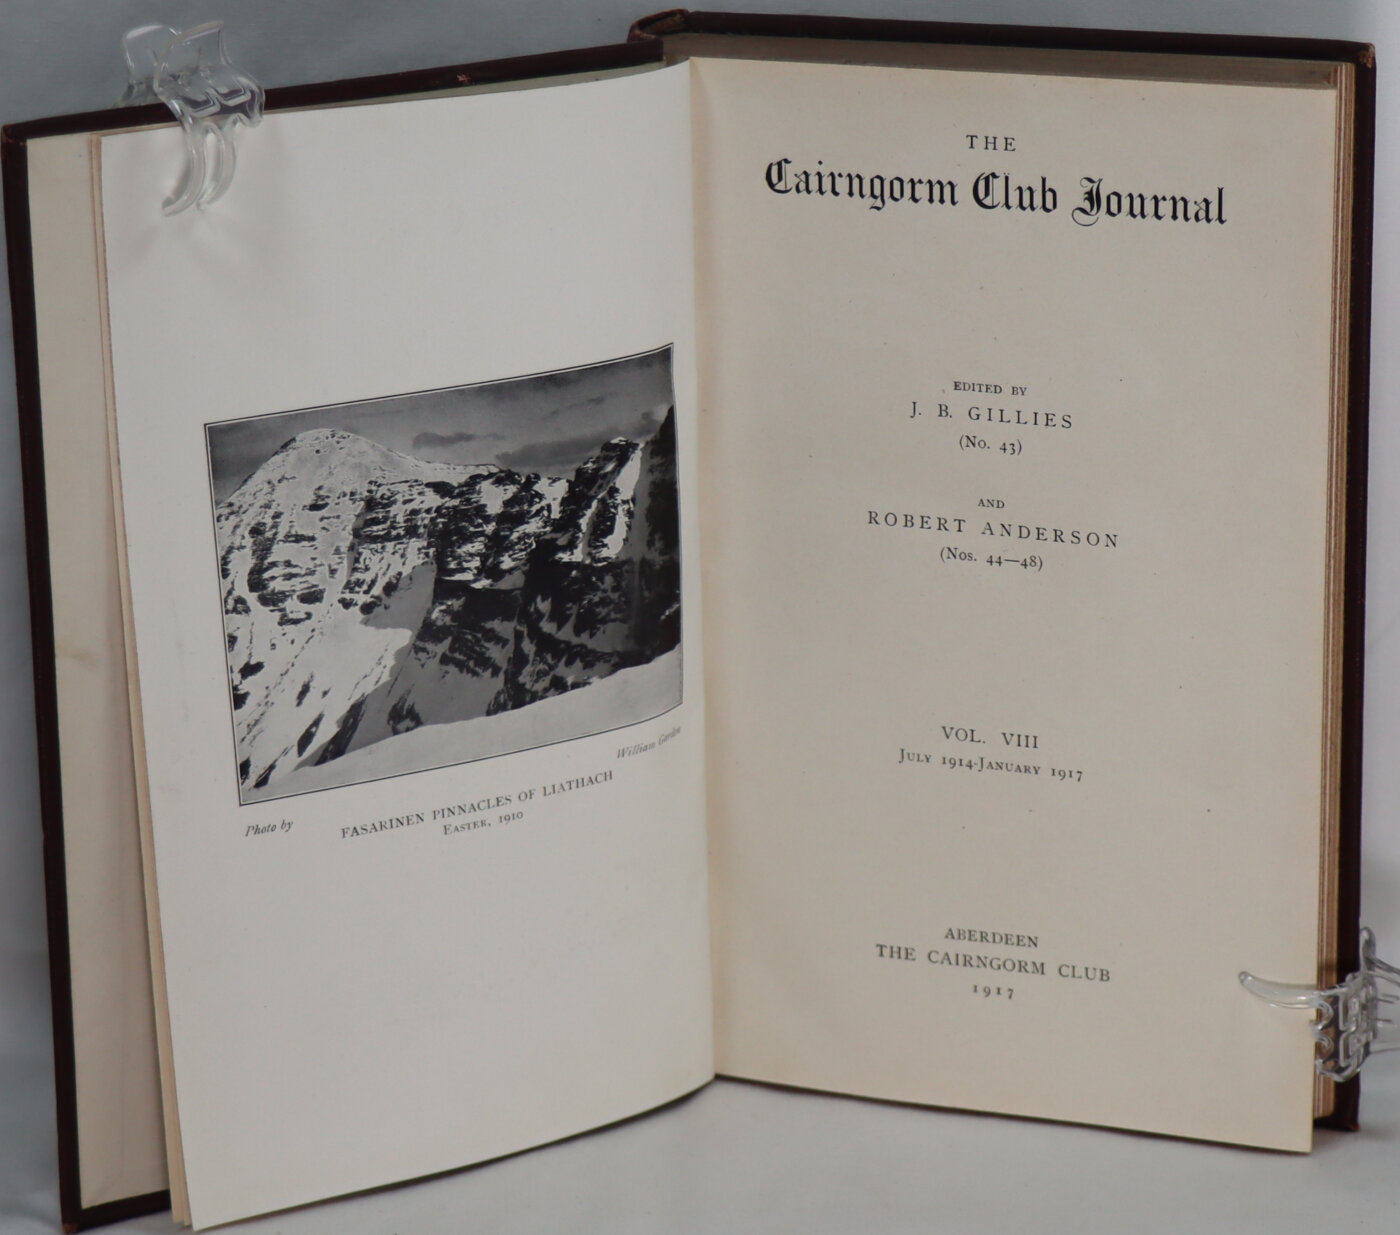 William Garden
Photo by
FASARINEN PINNACLES OF LIATHACH
EASTER, 1910
THE
Cairngorm Club Journal
EDITED BY
J. B. GILLIES
(No. 43)
AND
ROBERT ANDERSON
(Nos. 44—48)
VOL. VIII
JULY 1914-JANUARY 1917
ABERDEEN
THE CAIRNGORM CLUB
1917